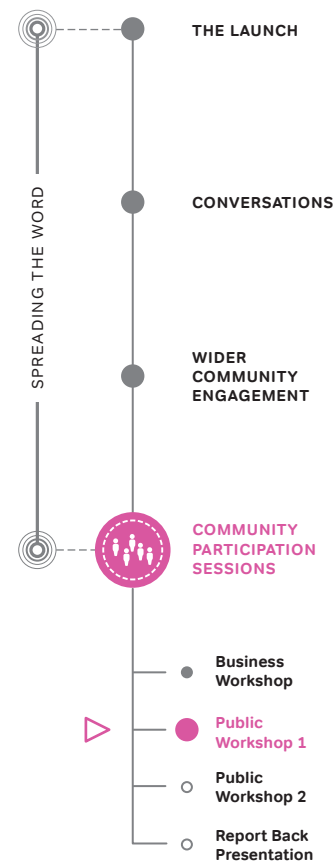 THE LAUNCH
SPREADING THE WORD
CONVERSATIONS
WIDER
COMMUNITY
ENGAGEMENT
COMMUNITY
PARTICIPATION
SESSIONS
Business
Workshop
Public
Workshop 1
Public
Workshop 2
Report Back
Presentation